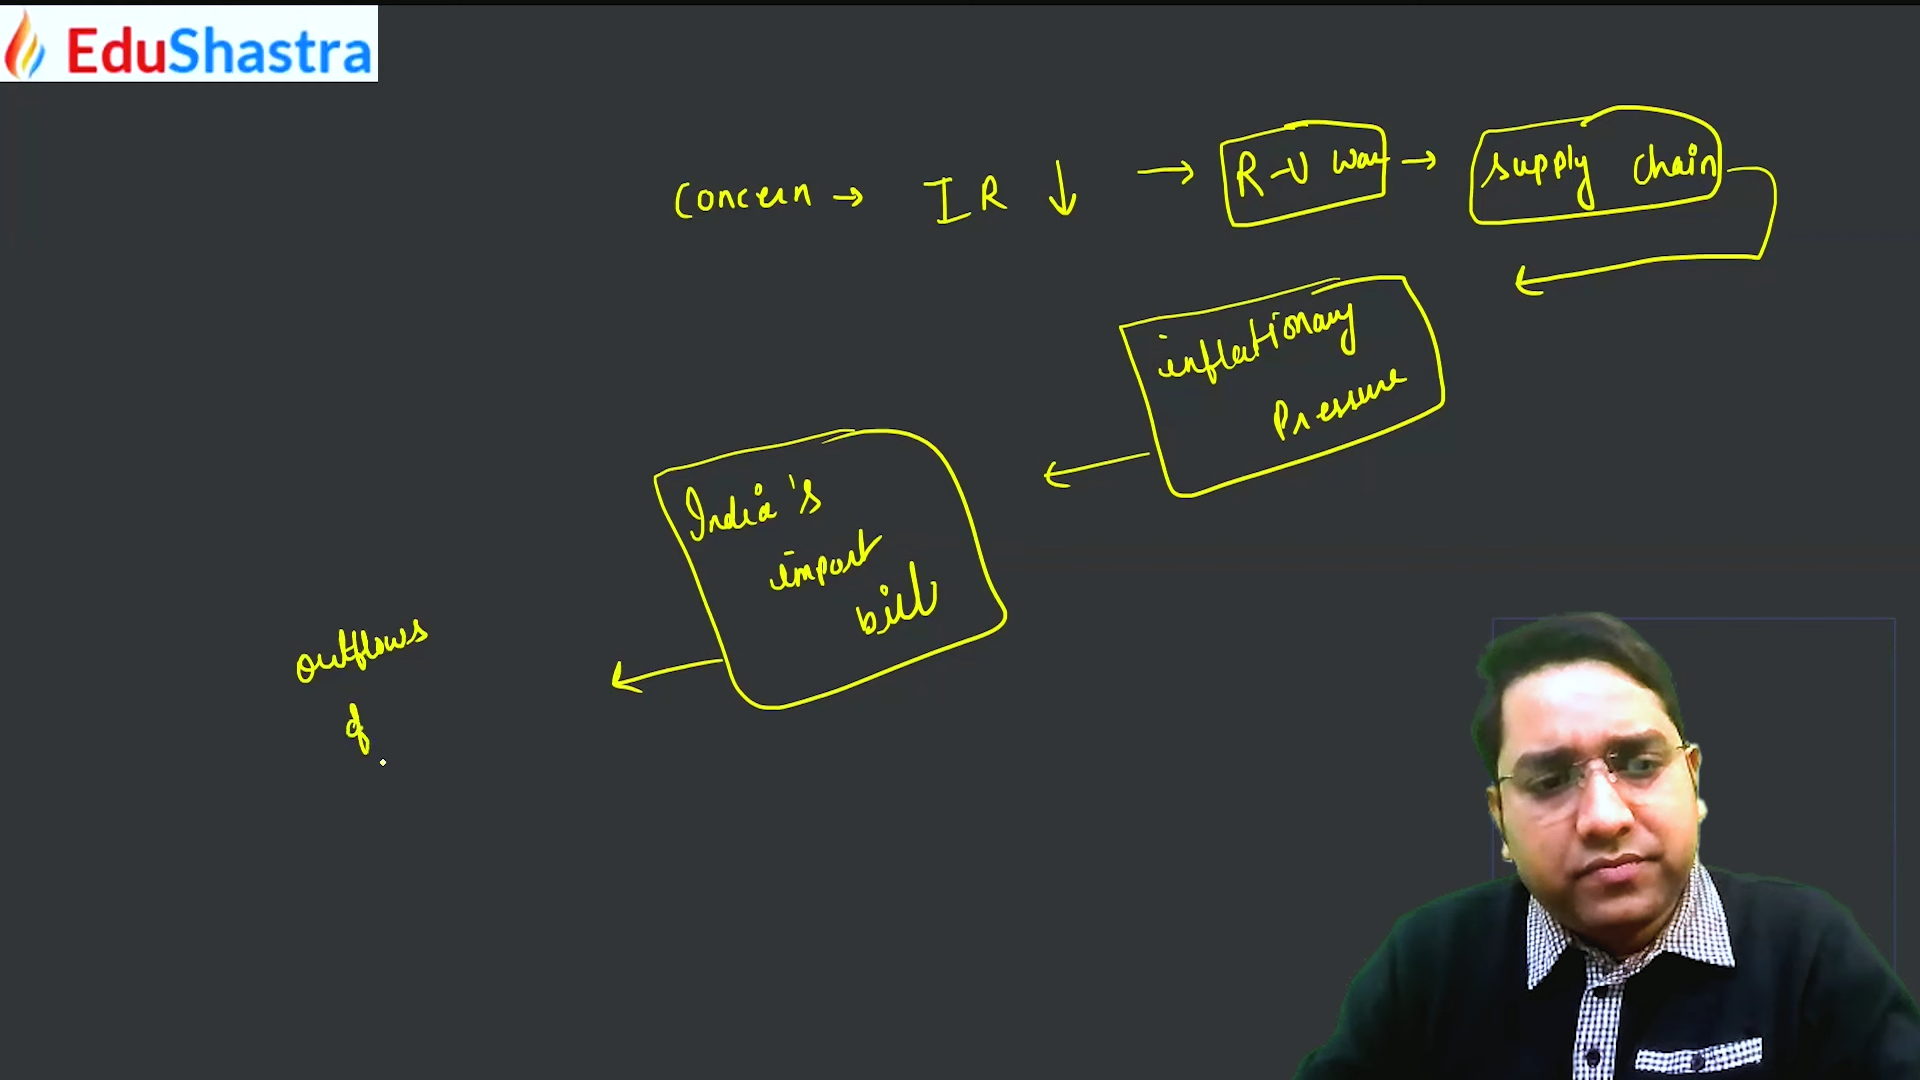 EduShastra
Concern → IR ↓ → R-U war → supply chain
inflationary
Pressure
India's
import
bill
outflows
of